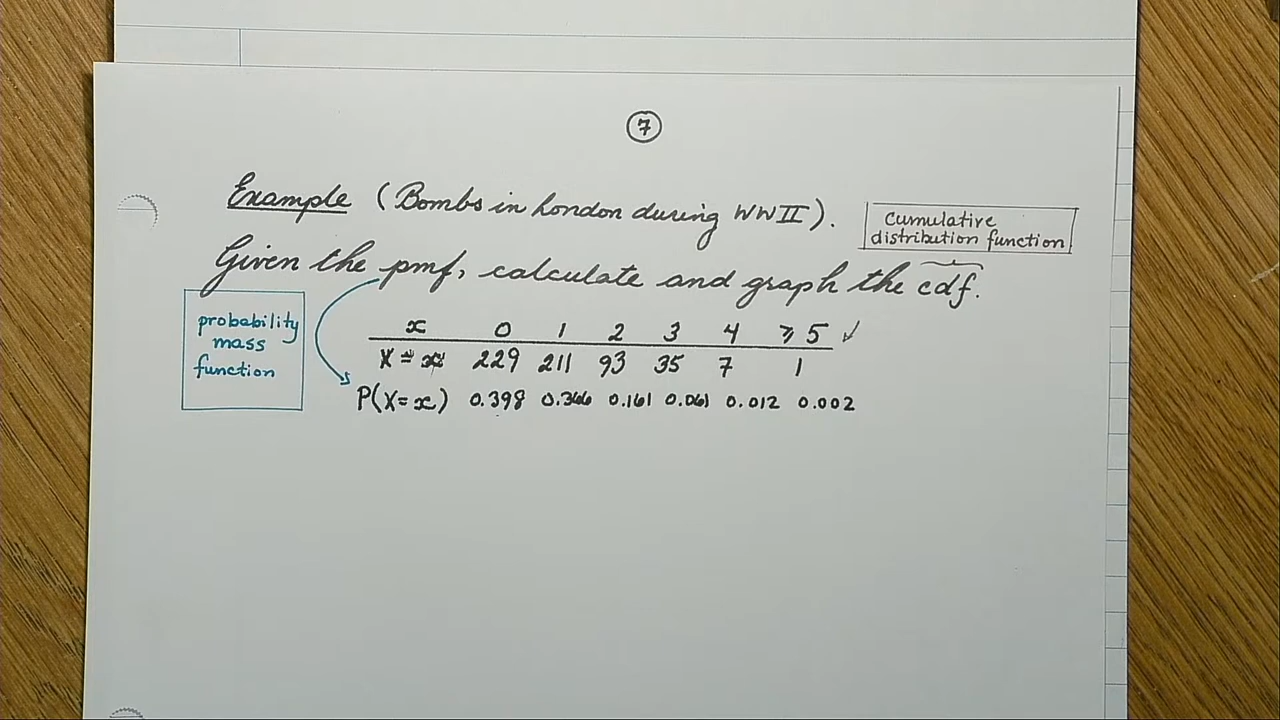 7
Example (Bombs in London during WWII).
Cumulative
distribution function
Given the pmf, calculate and graph the cdf.
probability
mass
function
x 0 1 2 3 4 ⩾ 5 ✓
X = x 229 211 93 35 7 1
P(X=x) 0.398 0.366 0.161 0.061 0.012 0.002